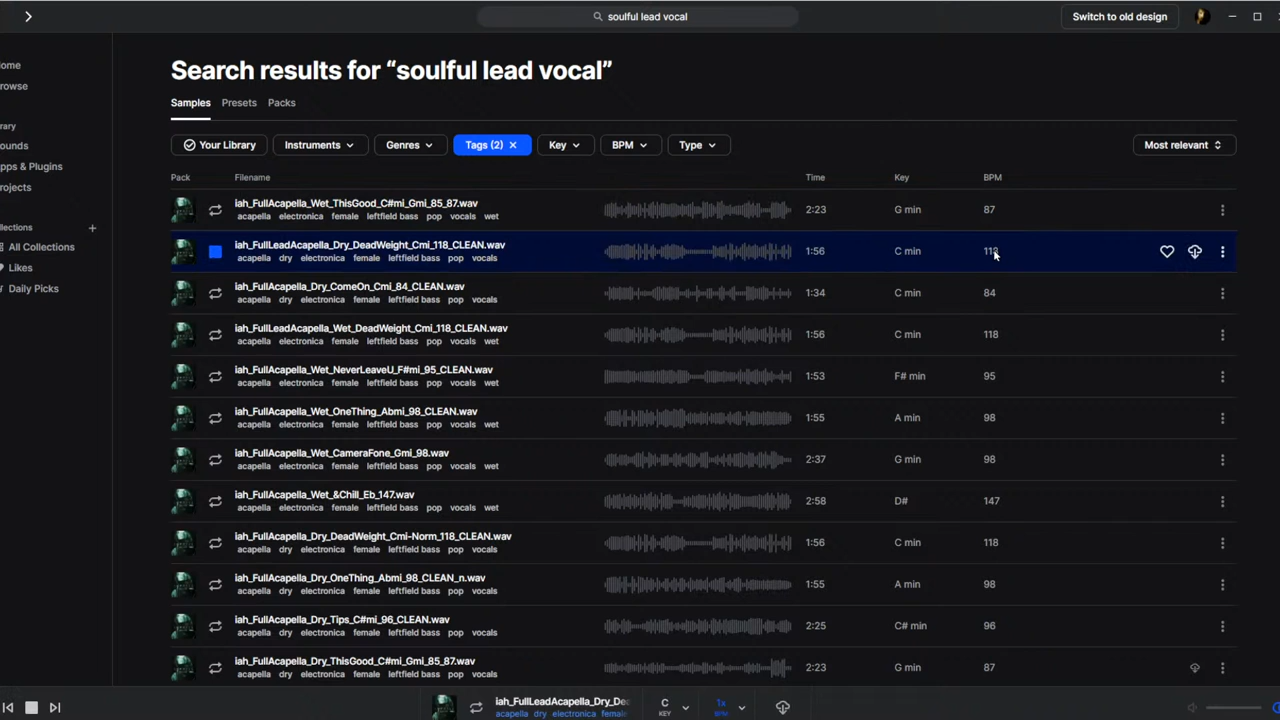 soulful lead vocal
Switch to old design
ome
Search results for “soulful lead vocal”
rowse
Samples Presets Packs
rary
ounds
Your Library Instruments Genres Tags (2) × Key BPM Type Most relevant
pps & Plugins
rojects
Pack Filename Time Key BPM
iah_FullAcapella_Wet_ThisGood_C#mi_Gmi_85_87.wav
acapella electronica female leftfield bass pop vocals wet
2:23 G min 87
llections +
All Collections
Likes
Daily Picks
iah_FullLeadAcapella_Dry_DeadWeight_Cmi_118_CLEAN.wav
acapella dry electronica female leftfield bass pop vocals
1:56 C min 118
iah_FullAcapella_Dry_ComeOn_Cmi_84_CLEAN.wav
acapella dry electronica female leftfield bass pop vocals
1:34 C min 84
iah_FullLeadAcapella_Wet_DeadWeight_Cmi_118_CLEAN.wav
acapella electronica female leftfield bass pop vocals wet
1:56 C min 118
iah_FullAcapella_Wet_NeverLeaveU_F#mi_95_CLEAN.wav
acapella electronica female leftfield bass pop vocals wet
1:53 F# min 95
iah_FullAcapella_Wet_OneThing_Abmi_98_CLEAN.wav
acapella electronica female leftfield bass pop vocals wet
1:55 A min 98
iah_FullAcapella_Wet_CameraFone_Gmi_98.wav
acapella electronica female leftfield bass pop vocals wet
2:37 G min 98
iah_FullAcapella_Wet_&Chill_Eb_147.wav
acapella electronica female leftfield bass pop vocals wet
2:58 D# 147
iah_FullAcapella_Dry_DeadWeight_Cmi-Norm_118_CLEAN.wav
acapella dry electronica female leftfield bass pop vocals
1:56 C min 118
iah_FullAcapella_Dry_OneThing_Abmi_98_CLEAN_n.wav
acapella dry electronica female leftfield bass pop vocals
1:55 A min 98
iah_FullAcapella_Dry_Tips_C#mi_96_CLEAN.wav
acapella dry electronica female leftfield bass pop vocals
2:25 C# min 96
iah_FullAcapella_Dry_ThisGood_C#mi_Gmi_85_87.wav
acapella dry electronica female leftfield bass pop vocals
2:23 G min 87
iah_FullLeadAcapella_Dry_Dea
acapella dry electronica female
C
KEY
1x
BPM